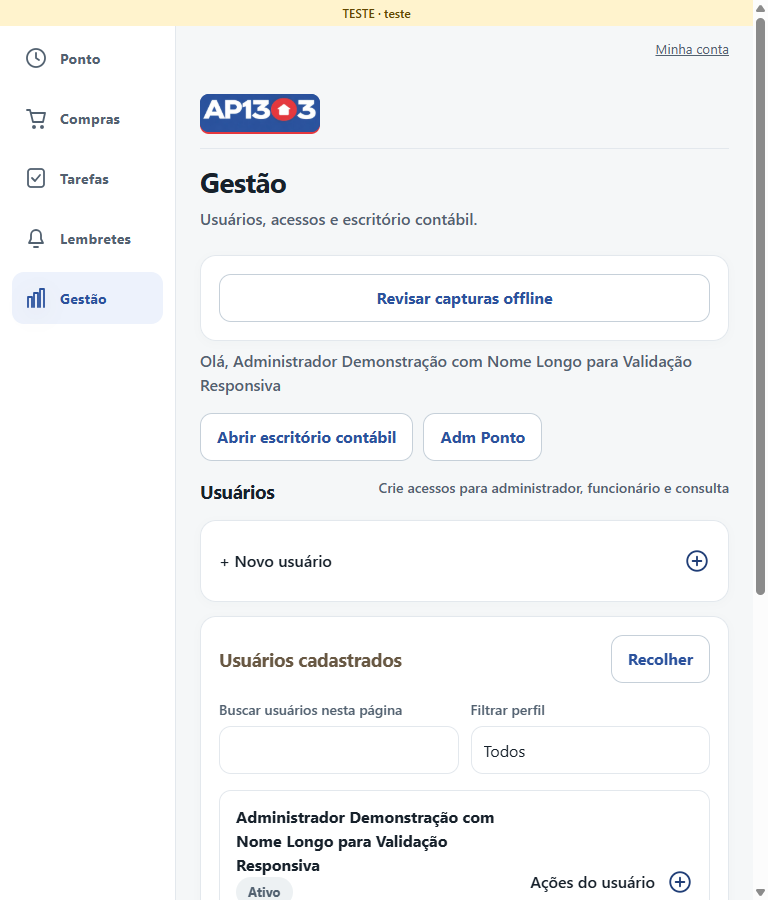 TESTE · teste
Ponto
Compras
Tarefas
Lembretes
Gestão
Minha conta
AP1303
Gestão
Usuários, acessos e escritório contábil.
Revisar capturas offline
Olá, Administrador Demonstração com Nome Longo para Validação
Responsiva
Abrir escritório contábil
Adm Ponto
Usuários
Crie acessos para administrador, funcionário e consulta
+ Novo usuário
Usuários cadastrados
Recolher
Buscar usuários nesta página
Filtrar perfil
Todos
Administrador Demonstração com
Nome Longo para Validação
Responsiva
Ativo
Ações do usuário